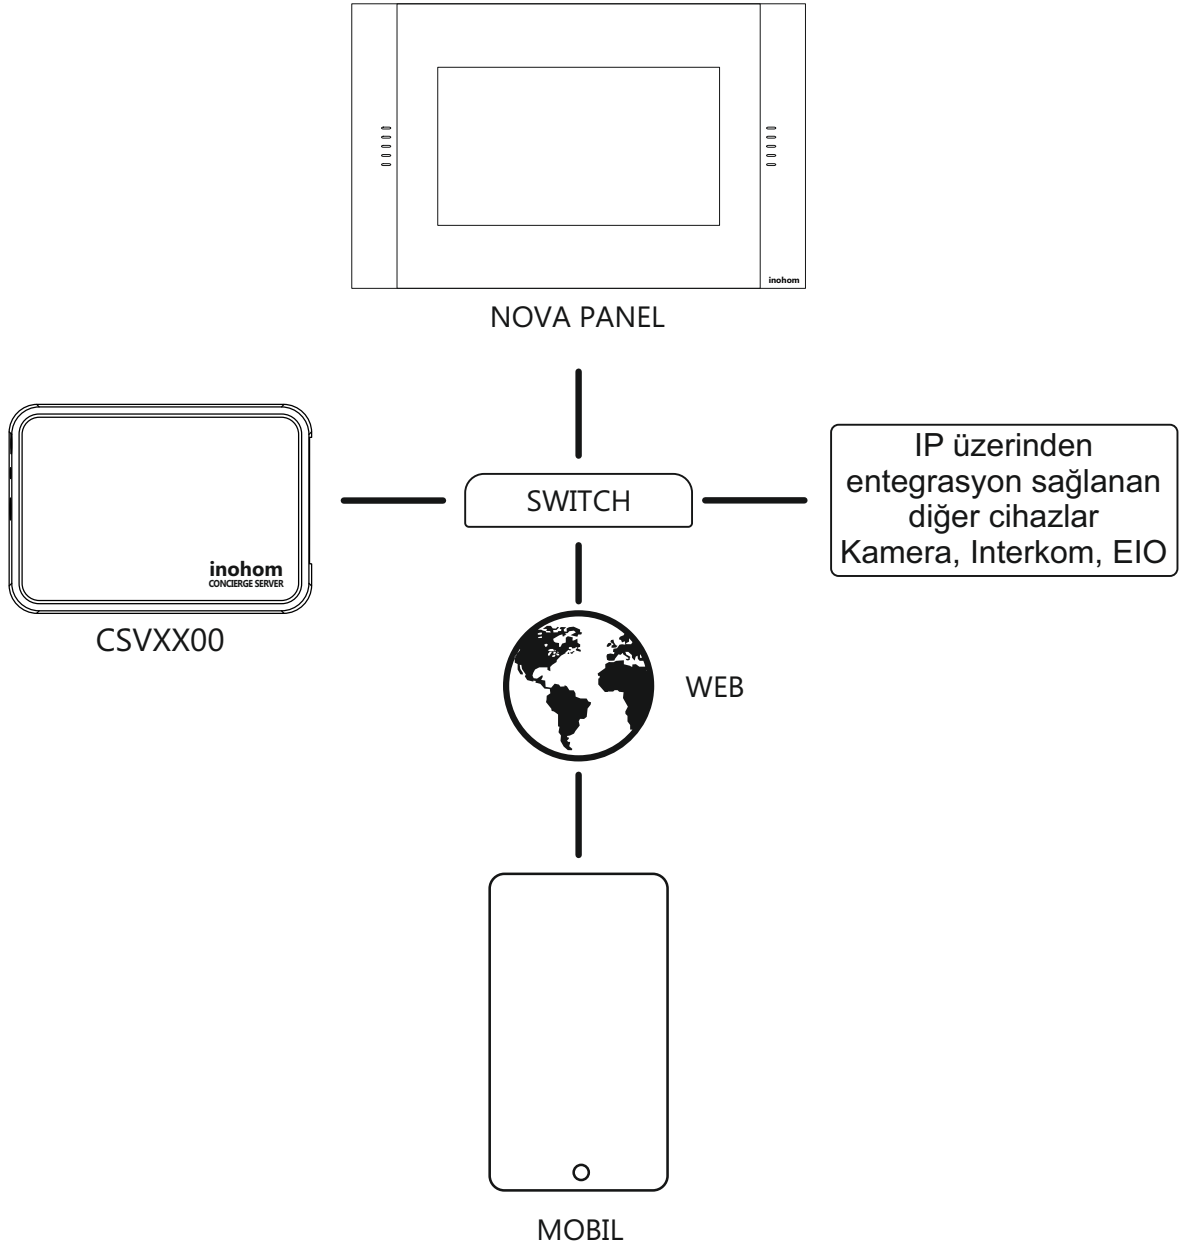 inohom
NOVA PANEL
SWITCH
IP üzerinden
entegrasyon sağlanan
diğer cihazlar
Kamera, Interkom, EIO
inohom
CONCIERGE SERVER
CSVXX00
WEB
MOBIL